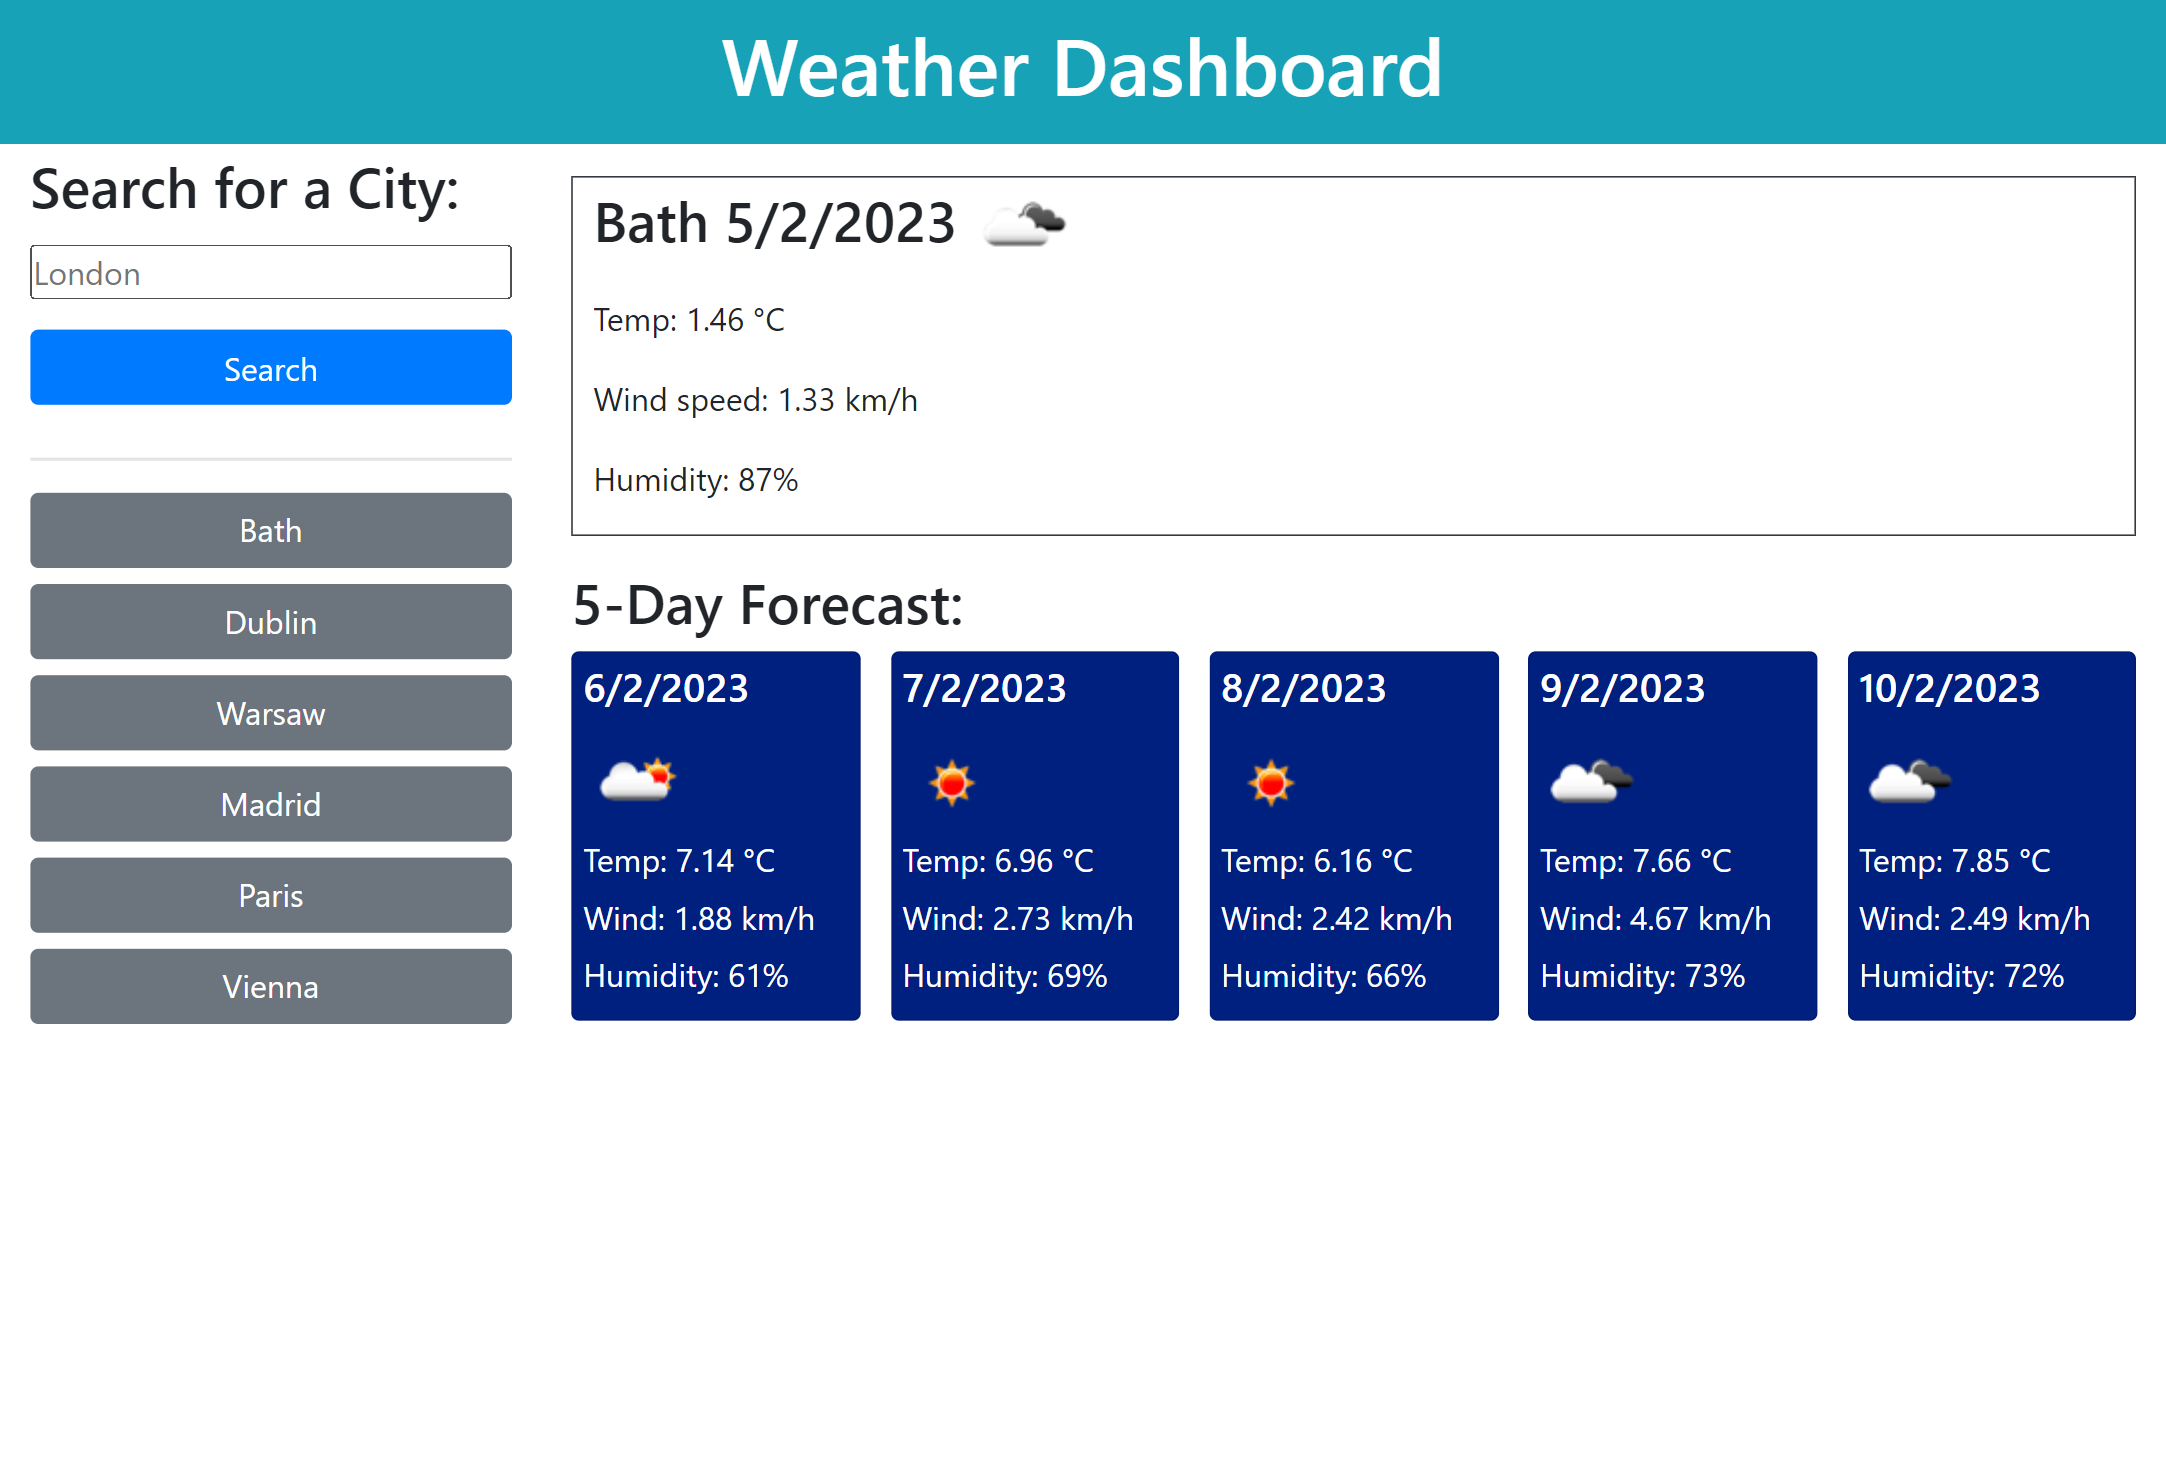 Weather Dashboard
Search for a City:
London
Search
Bath
Dublin
Warsaw
Madrid
Paris
Vienna
Bath 5/2/2023
Temp: 1.46 °C
Wind speed: 1.33 km/h
Humidity: 87%
5-Day Forecast:
6/2/2023
Temp: 7.14 °C
Wind: 1.88 km/h
Humidity: 61%
7/2/2023
Temp: 6.96 °C
Wind: 2.73 km/h
Humidity: 69%
8/2/2023
Temp: 6.16 °C
Wind: 2.42 km/h
Humidity: 66%
9/2/2023
Temp: 7.66 °C
Wind: 4.67 km/h
Humidity: 73%
10/2/2023
Temp: 7.85 °C
Wind: 2.49 km/h
Humidity: 72%